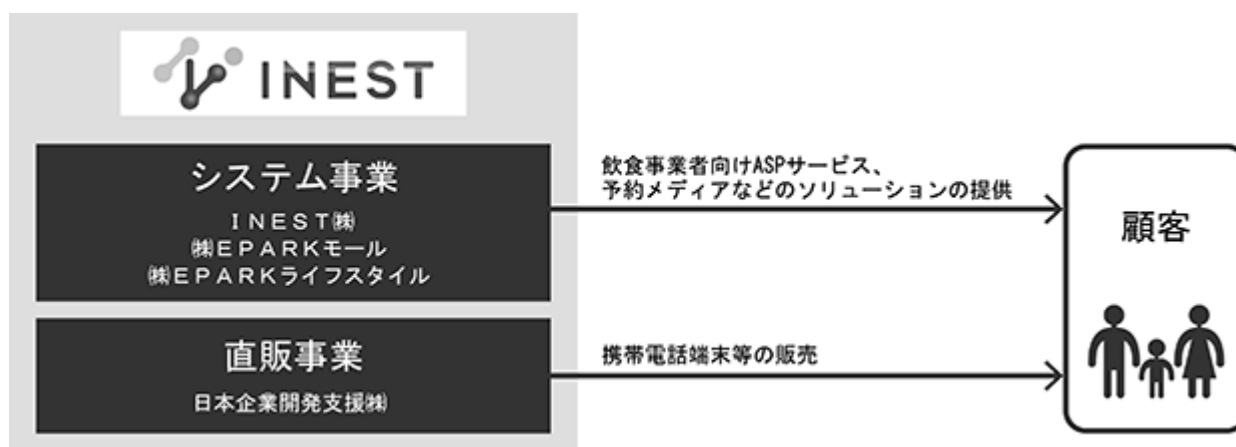 INEST
システム事業
ＩＮＥＳＴ㈱
㈱ＥＰＡＲＫモール
㈱ＥＰＡＲＫライフスタイル
飲食事業者向けASPサービス、
予約メディアなどのソリューションの提供
直販事業
日本企業開発支援㈱
携帯電話端末等の販売
顧客